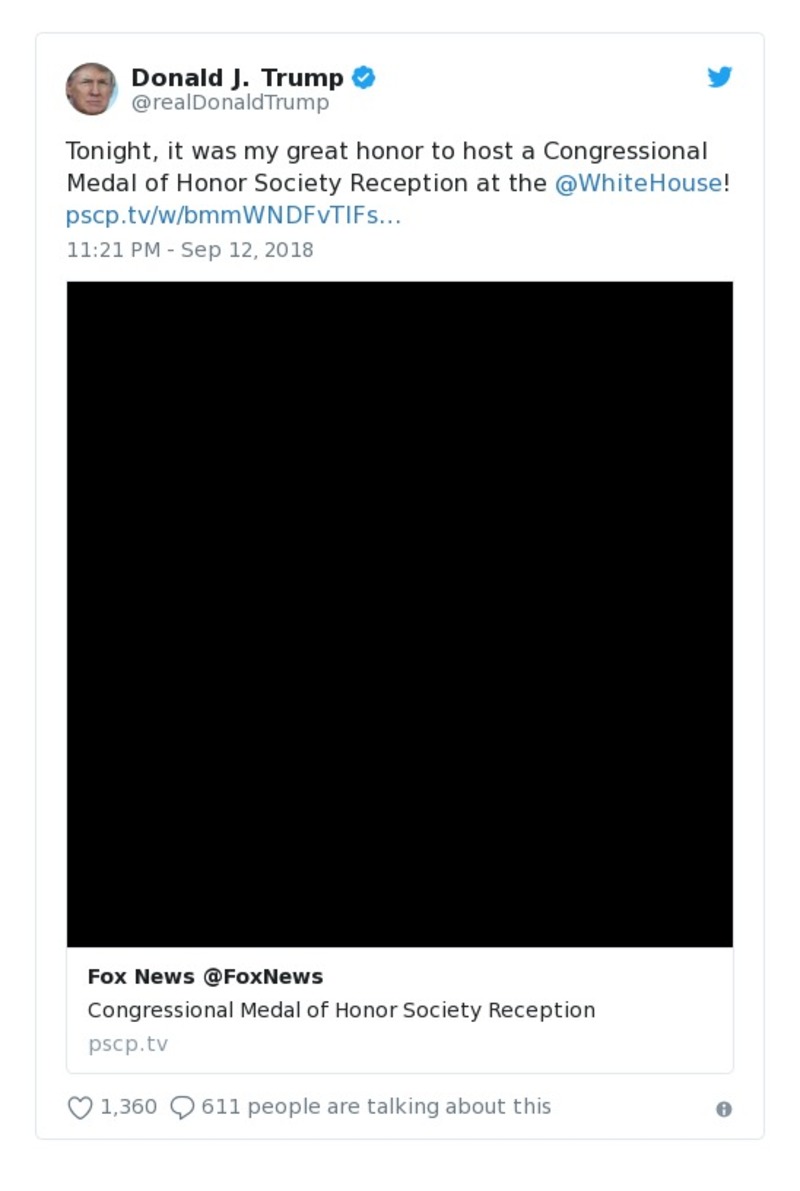 Donald J. Trump
@realDonaldTrump
Tonight, it was my great honor to host a Congressional
Medal of Honor Society Reception at the @WhiteHouse!
pscp.tv/w/bmmWNDFvTlFs…
11:21 PM - Sep 12, 2018
Fox News @FoxNews
Congressional Medal of Honor Society Reception
pscp.tv
1,360 611 people are talking about this